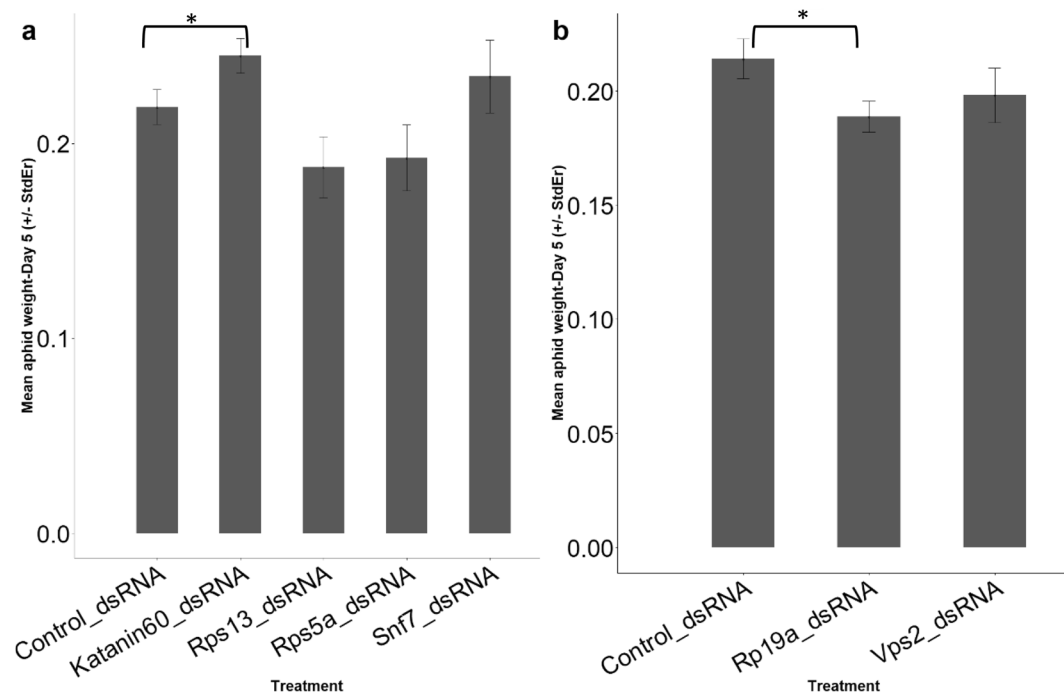 a
*
Mean aphid weight-Day 5 (+/- StdEr)
0.2
0.1
0.0
Control_dsRNA
Katanin60_dsRNA
Rps13_dsRNA
Rps5a_dsRNA
Snf7_dsRNA
Treatment
b
*
Mean aphid weight-Day 5 (+/- StdEr)
0.20
0.15
0.10
0.05
0.00
Control_dsRNA
Rp19a_dsRNA
Vps2_dsRNA
Treatment